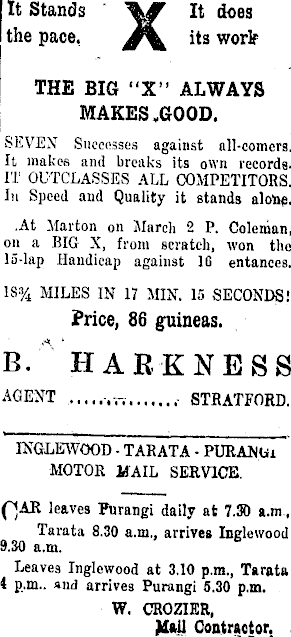 It Stands X It does
the pace. its work
THE BIG "X" ALWAYS
MAKES GOOD.
SEVEN Successes against all-comers.
It makes and breaks its own records.
IT OUTCLASSES ALL COMPETITORS.
In Speed and Quality it stands alone.
At Marton on March 2 P. Coleman,
on a BIG X, from scratch, won the
15-lap Handicap against 16 entances.
18¾ MILES IN 17 MIN. 15 SECONDS!
Price, 86 guineas.
B. HARKNESS
AGENT ................ STRATFORD.
INGLEWOOD - TARATA - PURANGI
MOTOR MAIL SERVICE.
CAR leaves Purangi daily at 7.30 a.m.,
Tarata 8.30 a.m., arrives Inglewood
9.30 a.m.
Leaves Inglewood at 3.10 p.m., Tarata
4 p.m.. and arrives Purangi 5.30 p.m.
W. CROZIER,
Mail Contractor.